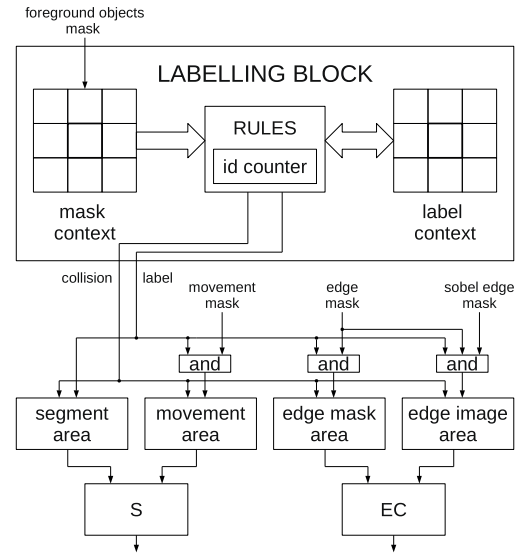 foreground objects
mask
LABELLING BLOCK
RULES
id counter
mask
context
label
context
collision
label
movement
mask
edge
mask
sobel edge
mask
and
and
and
segment
area
movement
area
edge mask
area
edge image
area
S
EC